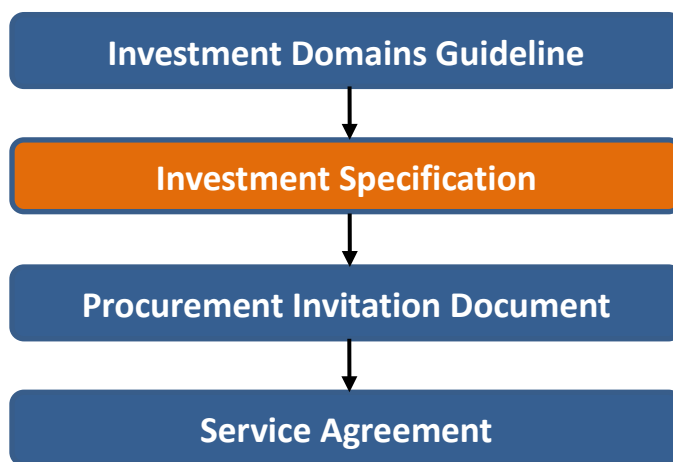 Investment Domains Guideline
Investment Specification
Procurement Invitation Document
Service Agreement